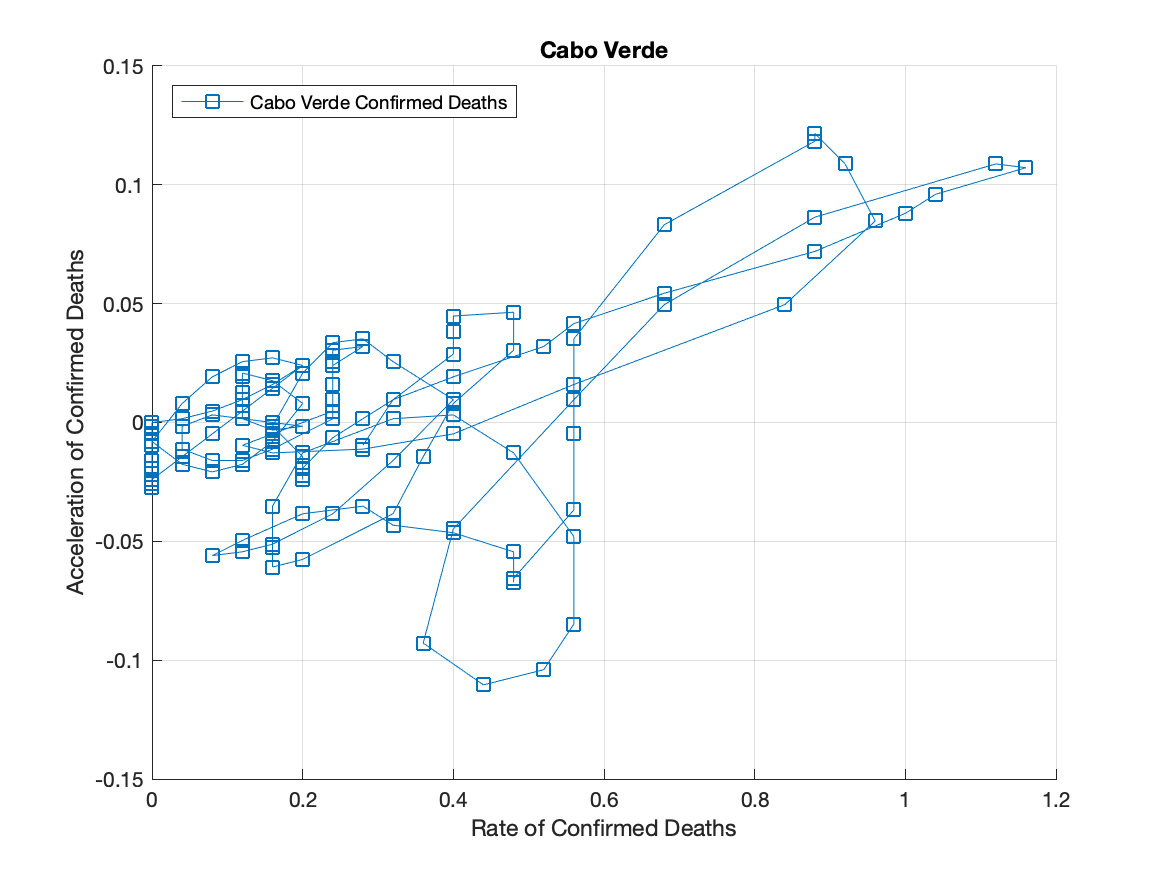 Cabo Verde
Cabo Verde Confirmed Deaths
0.15
0.1
0.05
0
-0.05
-0.1
-0.15
0 0.2 0.4 0.6 0.8 1 1.2
Rate of Confirmed Deaths
Acceleration of Confirmed Deaths